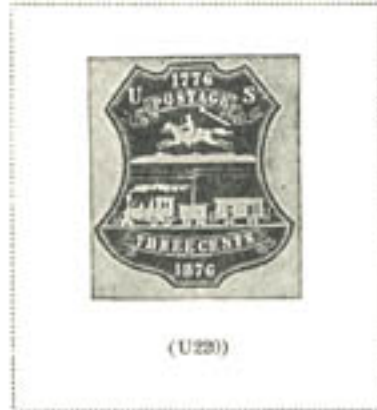 1776
U S
POSTAGE
THREE CENTS
1876
(U220)